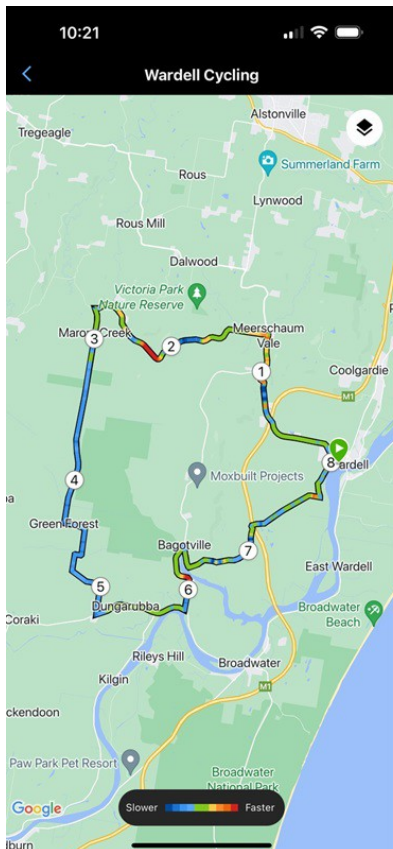 10:21
Wardell Cycling
Alstonville
Tregeagle
Summerland Farm
Rous
Lynwood
Rous Mill
Dalwood
Victoria Park
Nature Reserve
Meerschaum
Vale
3
2
1
Coolgardie
M1
8
4
Moxbuilt Projects
Green Forest
Bagotville
7
East Wardell
5
6
Dungarubba
Broadwater
Beach
Coraki
Rileys Hill
Broadwater
Kilgin
M1
Paw Park Pet Resort
Broadwater
National Park
Google
Slower
Faster